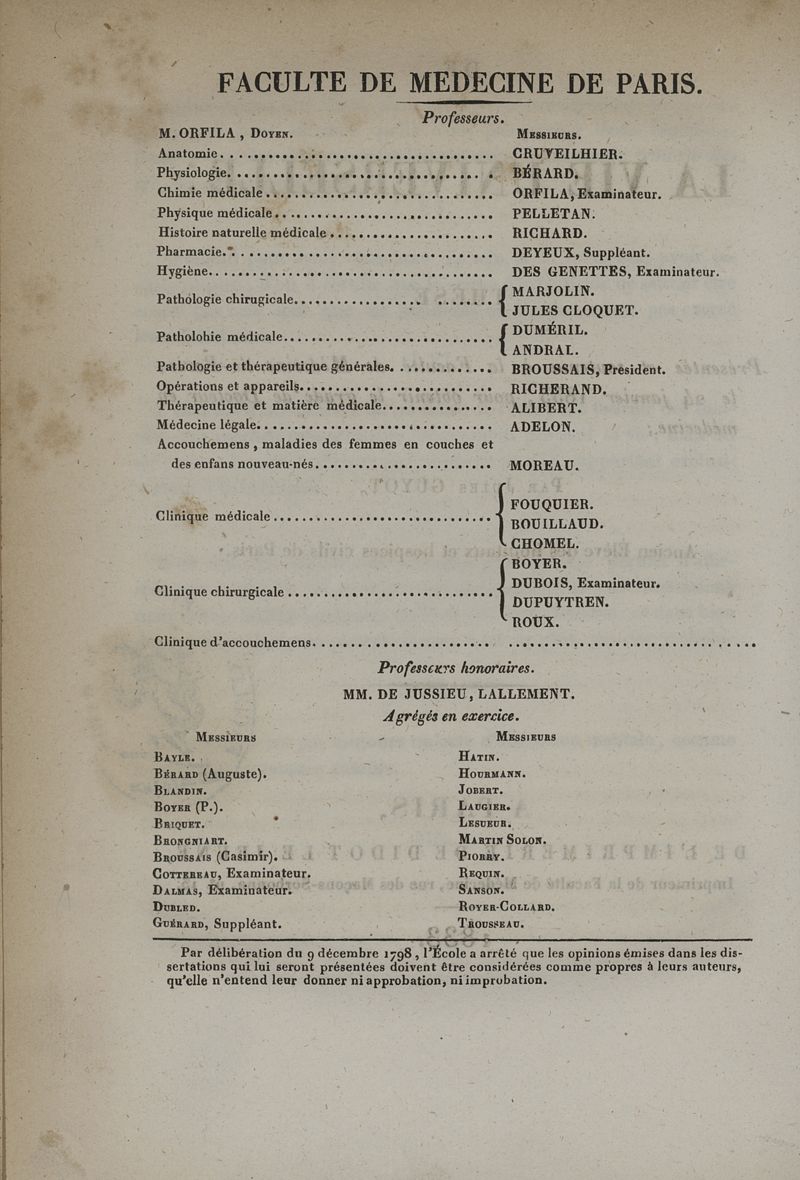 FACULTE DE MEDECINE DE PARIS.
Professeurs.
M. ORFILA, DOYEN. MESSIEURS.
Anatomie. . . . . . . . . . . . . . . . . . . . CRUVEILHIER.
Physiologie. . . . . . . . . . . . . . . . . . . . BÉRARD.
Chimie médicale . . . . . . . . . . . . . . . . . . . . ORFILA, Examinateur.
Physique médicale. . . . . . . . . . . . . . . . . . . . PELLETAN.
Histoire naturelle médicale . . . . . . . . . . . . . . . . . . . . RICHARD.
Pharmacie. . . . . . . . . . . . . . . . . . . . DEYEUX, Suppléant.
Hygiène. . . . . . . . . . . . . . . . . . . . DES GENETTES, Examinateur.
Pathologie chirugicale. . . . . . . . . . . . . . . . . . . . { MARJOLIN.
JULES CLOQUET.
Patholohie médicale. . . . . . . . . . . . . . . . . . . . { DUMÉRIL.
ANDRAL.
Pathologie et thérapeutique générales. . . . . . . . . . . . . BROUSSAIS, Président.
Opérations et appareils. . . . . . . . . . . . . . . . . . . . RICHERAND.
Thérapeutique et matière médicale. . . . . . . . . . . . . . . ALIBERT.
Médecine légale. . . . . . . . . . . . . . . . . . . . ADELON.
Accouchemens, maladies des femmes en couches et
des enfans nouveau-nés. . . . . . . . . . . . . . . . . . . . MOREAU.
Clinique médicale . . . . . . . . . . . . . . . . . . . . { FOUQUIER.
BOUILLAUD.
CHOMEL.
Clinique chirurgicale . . . . . . . . . . . . . . . . . . . . { BOYER.
DUBOIS, Examinateur.
DUPUYTREN.
ROUX.
Clinique d'accouchemens. . . . . . . . . . . . . . . . . . . . . . . . . . . . . . . . . . . . . . . .
Professeurs honoraires.
MM. DE JUSSIEU, LALLEMENT.
Agrégés en exercice.
MESSIEURS MESSIEURS
BAYLE. HATIN.
BÉRARD (Auguste). HOURMANN.
BLANDIN. JOBERT.
BOYER (P.). LAUGIER.
BRIQUET. LESUEUR.
BRONGNIART. MARTIN SOLON.
BROUSSAIS (Casimir). PIORRY.
COTTEREAU, Examinateur. REQUIN.
DALMAS, Examinateur. SANSON.
DUBLED. ROYER-COLLARD.
GUÉRARD, Suppléant. TROUSSEAU.
Par délibération du 9 décembre 1798, l'École a arrêté que les opinions émises dans les dis-
sertations qui lui seront présentées doivent être considérées comme propres à leurs auteurs,
qu'elle n'entend leur donner ni approbation, ni improbation.